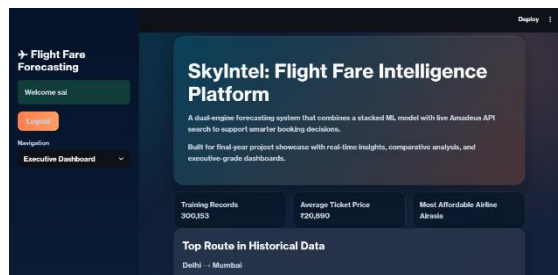 Deploy
✈ Flight Fare
Forecasting
Welcome sai
Logout
Navigation
Executive Dashboard
SkyIntel: Flight Fare Intelligence
Platform
A dual-engine forecasting system that combines a stacked ML model with live Amadeus API
search to support smarter booking decisions.
Built for final-year project showcase with real-time insights, comparative analysis, and
executive-grade dashboards.
Training Records
300,153
Average Ticket Price
₹20,890
Most Affordable Airline
Airasia
Top Route in Historical Data
Delhi → Mumbai